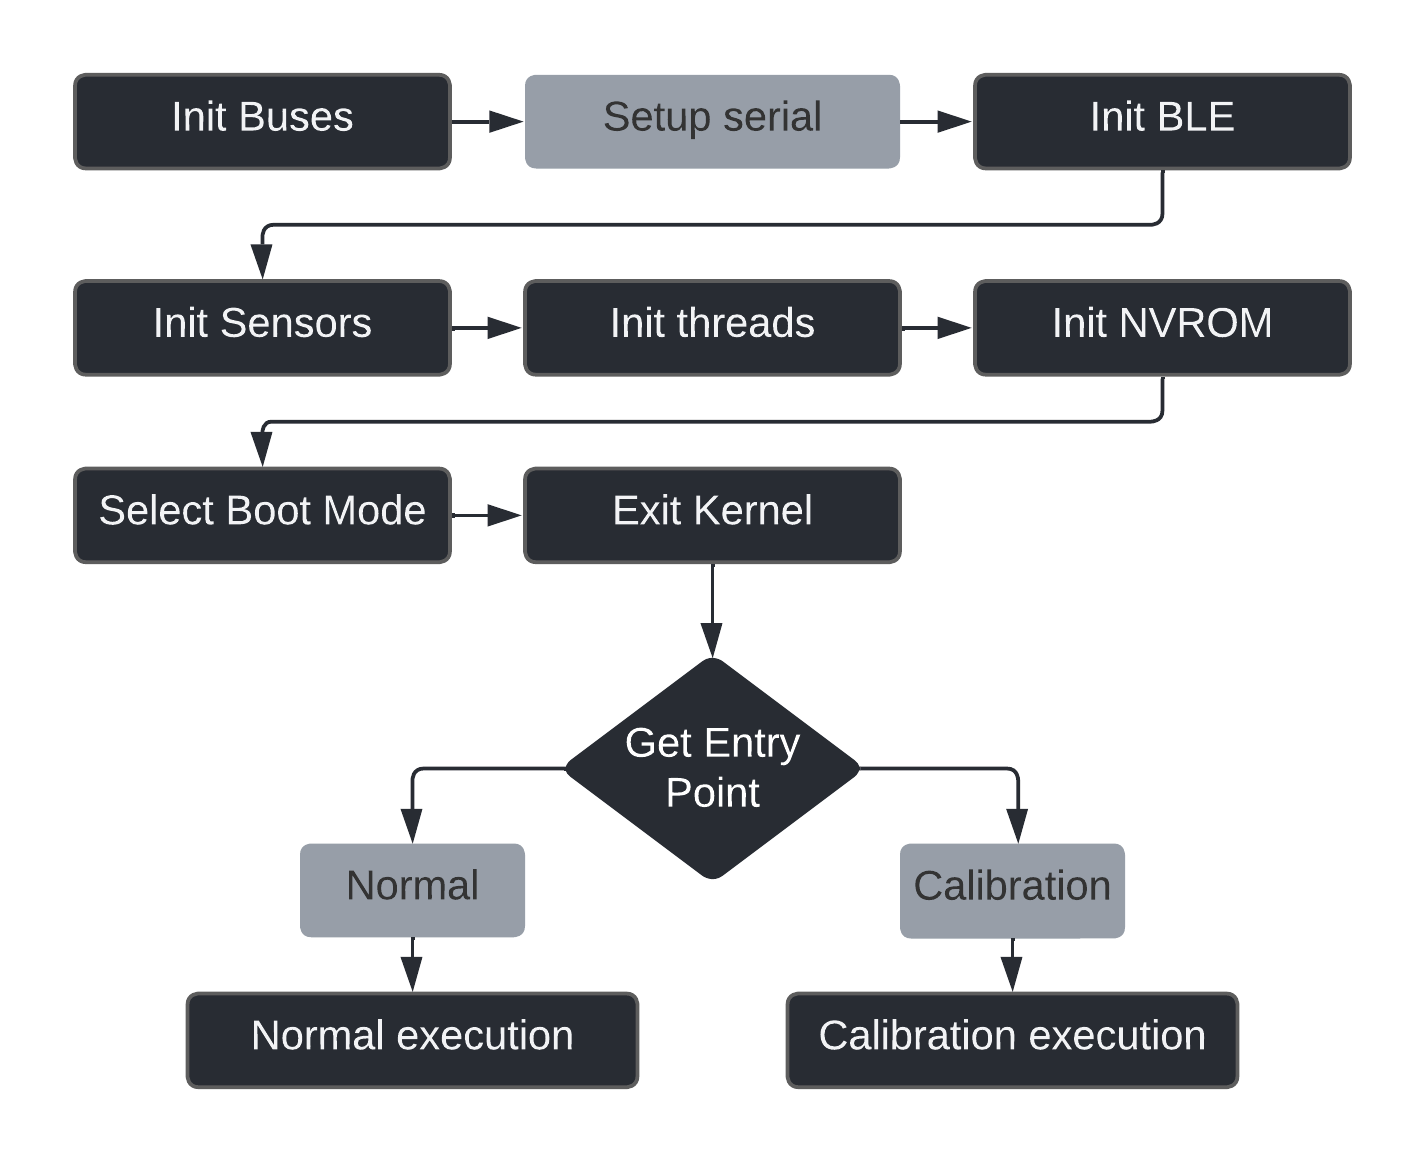 Init Buses
Setup serial
Init BLE
Init Sensors
Init threads
Init NVROM
Select Boot Mode
Exit Kernel
Get Entry
Point
Normal
Calibration
Normal execution
Calibration execution